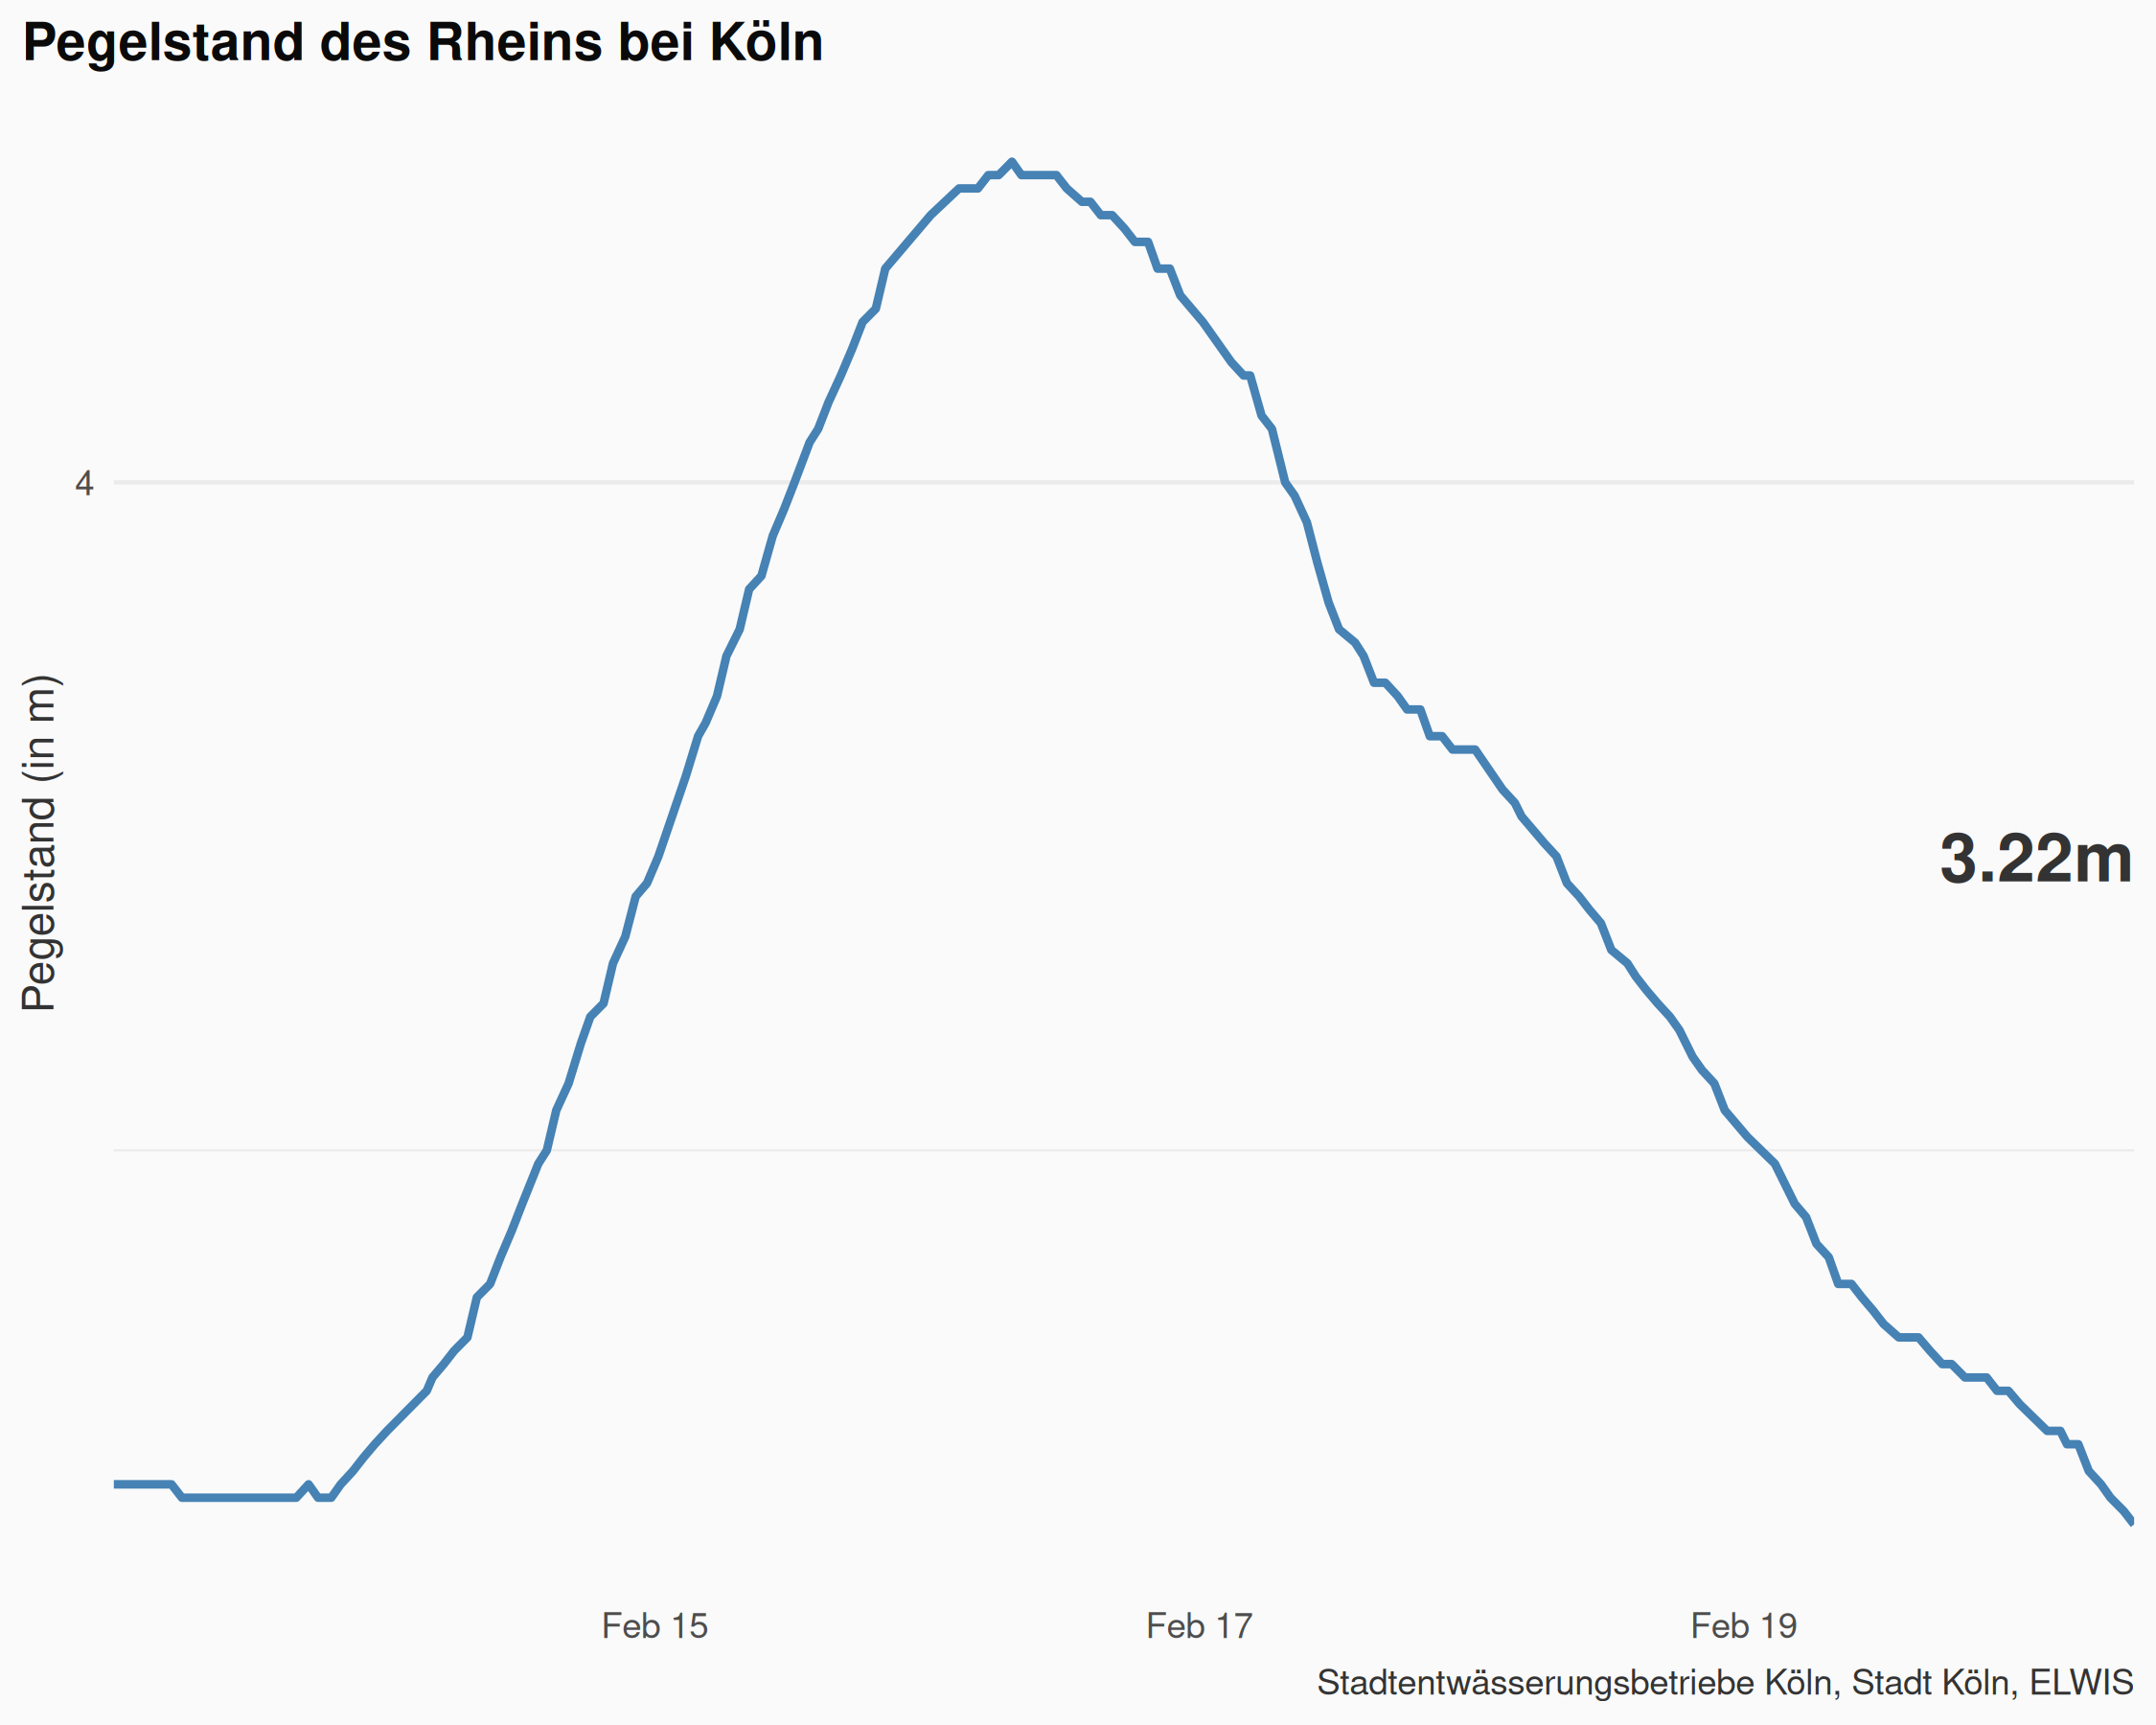 Pegelstand des Rheins bei Köln
4
Pegelstand (in m)
3.22m
Feb 15
Feb 17
Feb 19
Stadtentwässerungsbetriebe Köln, Stadt Köln, ELWIS